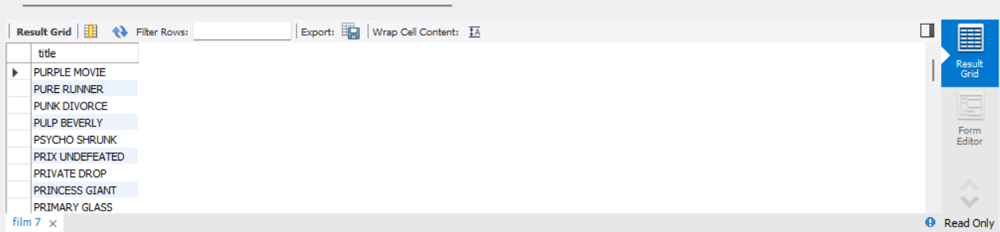 Result Grid Filter Rows: Export: Wrap Cell Content: IA
title
PURPLE MOVIE
PURE RUNNER
PUNK DIVORCE
PULP BEVERLY
PSYCHO SHRUNK
PRIX UNDEFEATED
PRIVATE DROP
PRINCESS GIANT
PRIMARY GLASS
Result
Grid
Form
Editor
film 7
Read Only